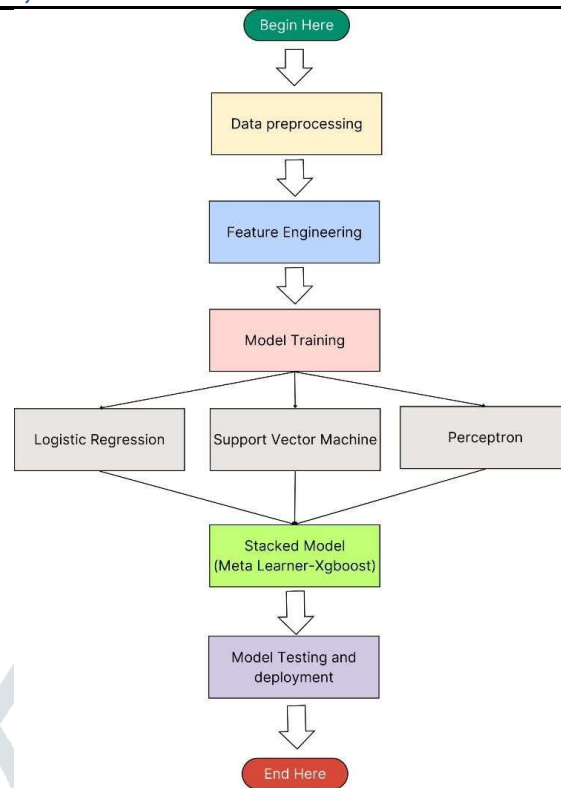 Begin Here
Data preprocessing
Feature Engineering
Model Training
Logistic Regression
Support Vector Machine
Perceptron
Stacked Model
(Meta Learner-Xgboost)
Model Testing and
deployment
End Here